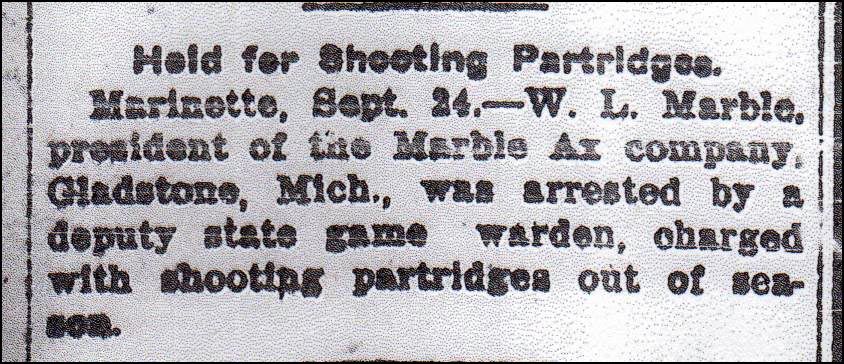 Held for Shooting Partridges.
Marinette, Sept. 24.—W. L. Marble,
president of the Marble Ax company,
Gladstone, Mich., was arrested by a
deputy state game warden, charged
with shooting partridges out of sea-
son.